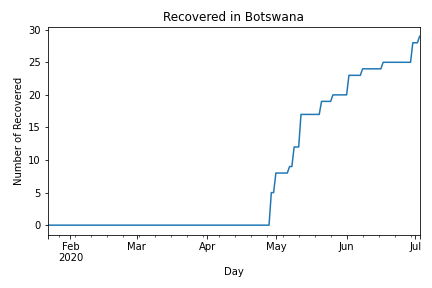 Recovered in Botswana
Number of Recovered
30
25
20
15
10
5
0
Feb
2020
Mar
Apr
May
Jun
Jul
Day